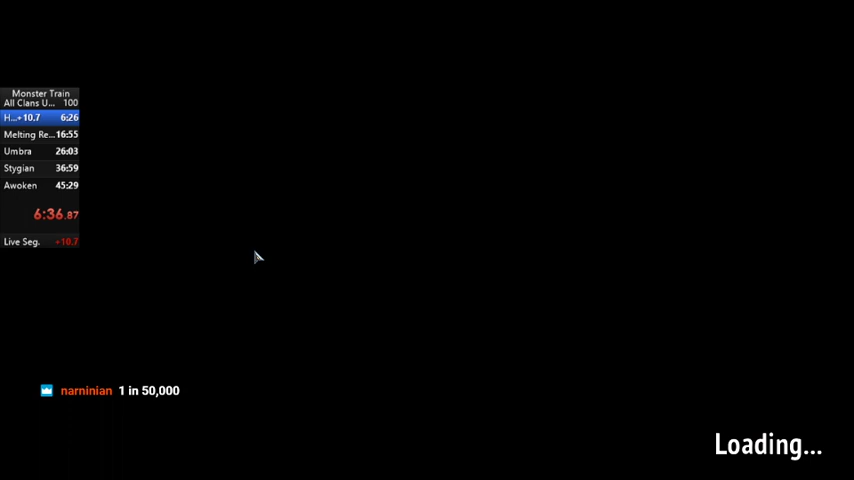 Monster Train
All Clans U... 100
H...+10.7 6:26
Melting Re... 16:55
Umbra 26:03
Stygian 36:59
Awoken 45:29
6:36.87
Live Seg. +10.7
narninian 1 in 50,000
Loading...